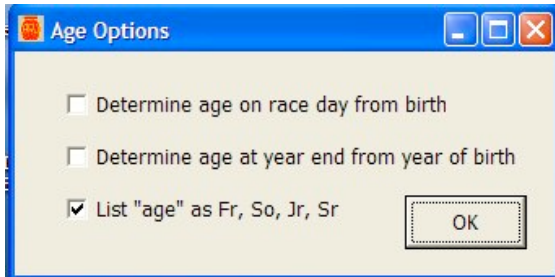 Age Options
Determine age on race day from birth
Determine age at year end from year of birth
List "age" as Fr, So, Jr, Sr
OK